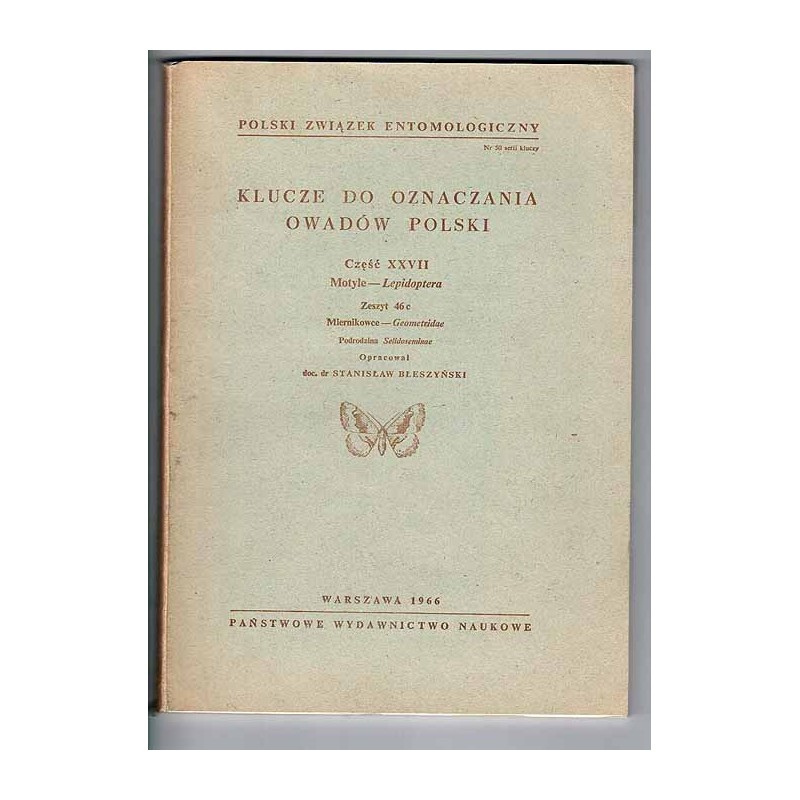 POLSKI ZWIĄZEK ENTOMOLOGICZNY
Nr 50 serii kluczy
KLUCZE DO OZNACZANIA
OWADÓW POLSKI
Część XXVII
Motyle — Lepidoptera
Zeszyt 46c
Miernikowce — Geometridae
Podrodzina Selidoseminae
Opracował
doc. dr STANISŁAW BŁESZYŃSKI
WARSZAWA 1966
PAŃSTWOWE WYDAWNICTWO NAUKOWE